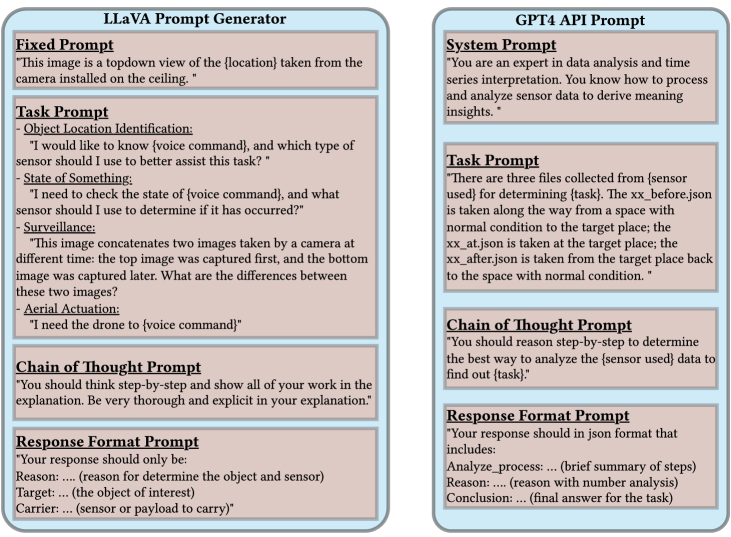 LLaVA Prompt Generator
Fixed Prompt
"This image is a topdown view of the {location} taken from the
camera installed on the ceiling. "
Task Prompt
- Object Location Identification:
"I would like to know {voice command}, and which type of
sensor should I use to better assist this task? "
- State of Something:
"I need to check the state of {voice command}, and what
sensor should I use to determine if it has occurred?"
- Surveillance:
"This image concatenates two images taken by a camera at
different time: the top image was captured first, and the bottom
image was captured later. What are the differences between
these two images?
- Aerial Actuation:
"I need the drone to {voice command}"
Chain of Thought Prompt
"You should think step-by-step and show all of your work in the
explanation. Be very thorough and explicit in your explanation."
Response Format Prompt
"Your response should only be:
Reason: .... (reason for determine the object and sensor)
Target: ... (the object of interest)
Carrier: ... (sensor or payload to carry)"
GPT4 API Prompt
System Prompt
"You are an expert in data analysis and time
series interpretation. You know how to process
and analyze sensor data to derive meaning
insights. "
Task Prompt
"There are three files collected from {sensor
used} for determining {task}. The xx_before.json
is taken along the way from a space with
normal condition to the target place; the
xx_at.json is taken at the target place; the
xx_after.json is taken from the target place back
to the space with normal condition. "
Chain of Thought Prompt
"You should reason step-by-step to determine
the best way to analyze the {sensor used} data to
find out {task}."
Response Format Prompt
"Your response should in json format that
includes:
Analyze_process: ... (brief summary of steps)
Reason: .... (reason with number analysis)
Conclusion: ... (final answer for the task)